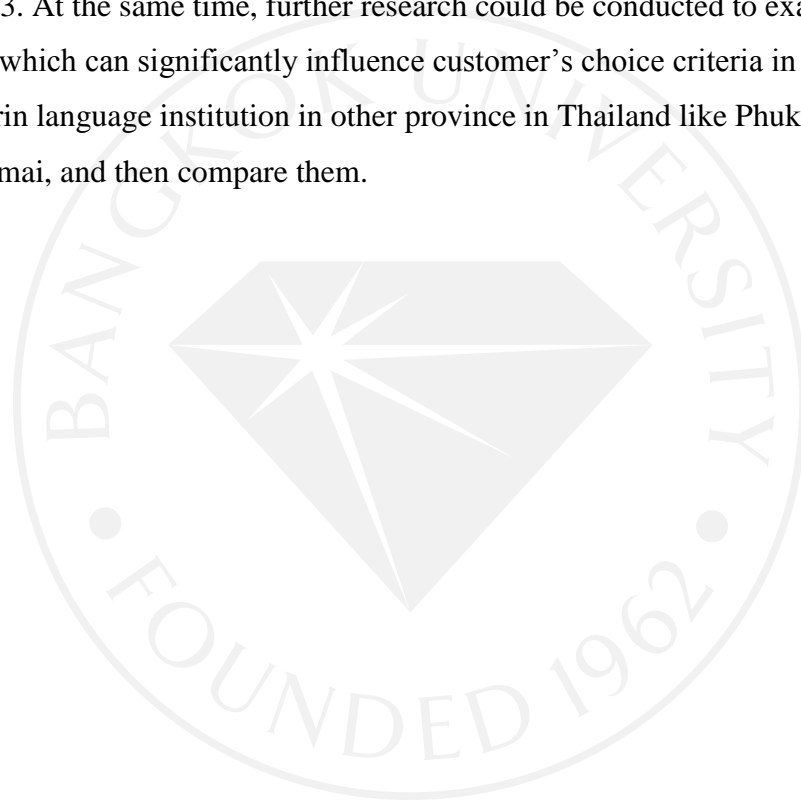 3. At the same time, further research could be conducted to exa
which can significantly influence customer’s choice criteria in
rin language institution in other province in Thailand like Phuk
mai, and then compare them.
BANGKOK UNIVERSITY
FOUNDED 1962